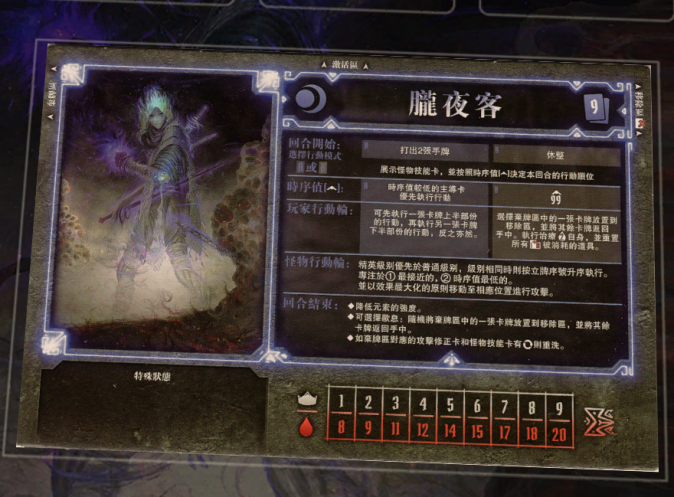 激活區
朧夜客
9
回合開始:
選擇行動模式
或
打出2張手牌
休整
展示怪物技能卡，並按照時序值[]決定本回合的行動順位
時序值[]:
時序值較低的主導卡
優先執行行動
99
玩家行動輪:
可先執行一張卡牌上半部份
的行動，再執行另一張卡牌
下半部份的行動，反之亦然。
選擇棄牌區中的一張卡牌放置到
移除區，並將其餘卡牌返回
手中。執行治療2自身，並重置
所有被消耗的道具。
怪物行動輪:
精英級別優先於普通級別，級別相同時則按立牌序號升序執行。
專注於①最接近的，②時序值最低的。
並以效果最大化的原則移動至相應位置進行攻擊。
回合結束:
◆降低元素的強度。
◆可選擇歇息：隨機將棄牌區中的一張卡牌放置到移除區，並將其餘
卡牌返回手中。
◆如棄牌區對應的攻擊修正卡和怪物技能卡有則重洗。
特殊狀態
1 2 3 4 5 6 7 8 9
8 9 11 12 14 15 17 18 20